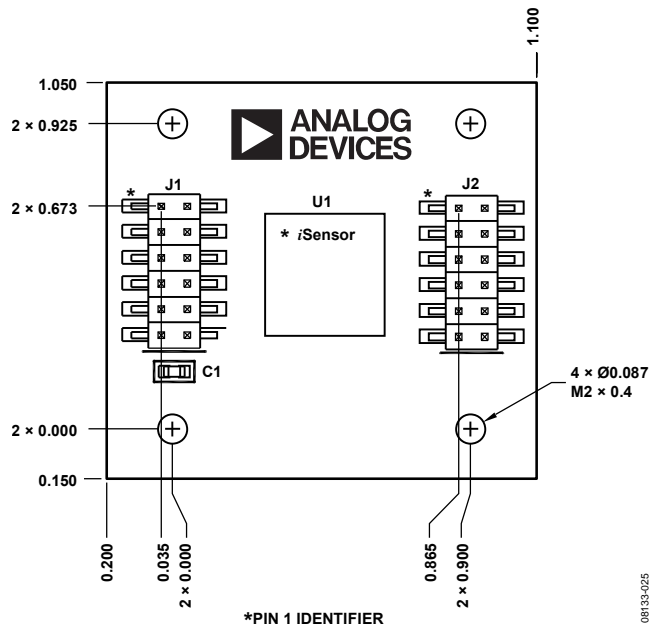 1.100
1.050
2 × 0.925
ANALOG
DEVICES
J1
J2
*
*
2 × 0.673
U1
* iSensor
C1
4 × Ø0.087
M2 × 0.4
2 × 0.000
0.150
0.200
0.035
2 × 0.000
0.865
2 × 0.900
*PIN 1 IDENTIFIER
08133-025